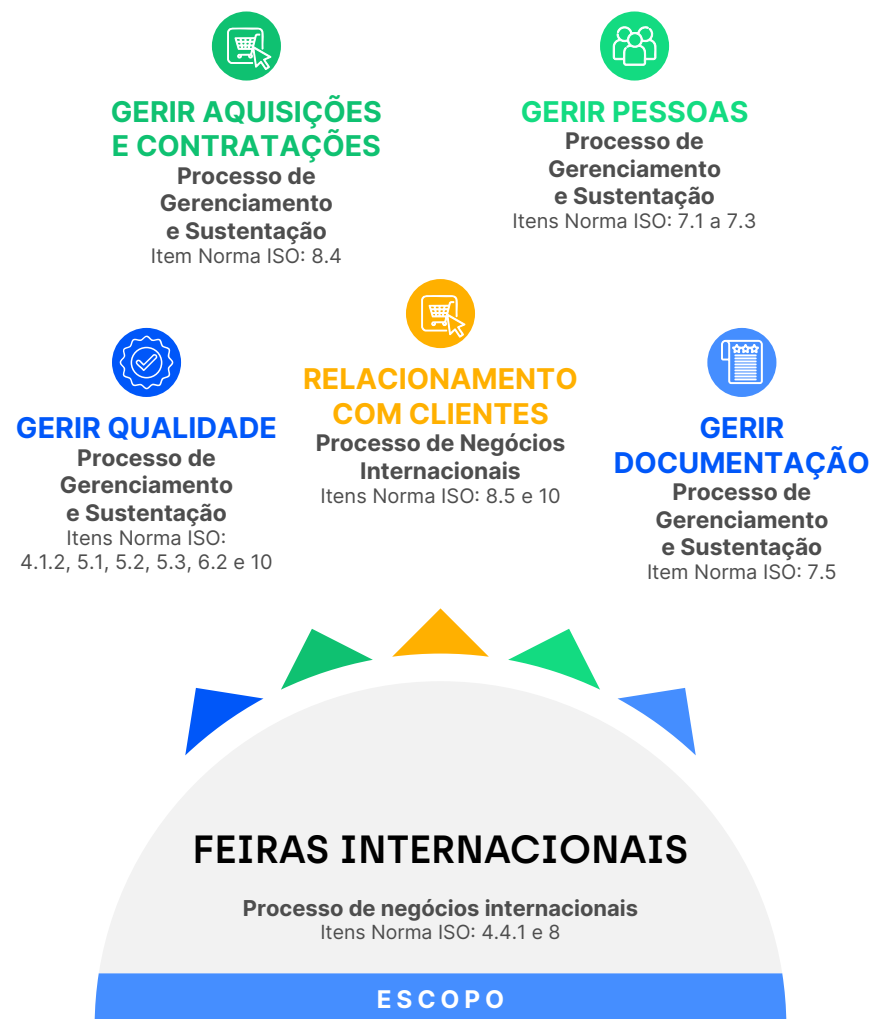 GERIR AQUISIÇÕES
E CONTRATAÇÕES
Processo de
Gerenciamento
e Sustentação
Item Norma ISO: 8.4
GERIR PESSOAS
Processo de
Gerenciamento
e Sustentação
Itens Norma ISO: 7.1 a 7.3
GERIR QUALIDADE
Processo de
Gerenciamento
e Sustentação
Itens Norma ISO:
4.1.2, 5.1, 5.2, 5.3, 6.2 e 10
RELACIONAMENTO
COM CLIENTES
Processo de Negócios
Internacionais
Itens Norma ISO: 8.5 e 10
GERIR
DOCUMENTAÇÃO
Processo de
Gerenciamento
e Sustentação
Item Norma ISO: 7.5
FEIRAS INTERNACIONAIS
Processo de negócios internacionais
Itens Norma ISO: 4.4.1 e 8
ESCOPO